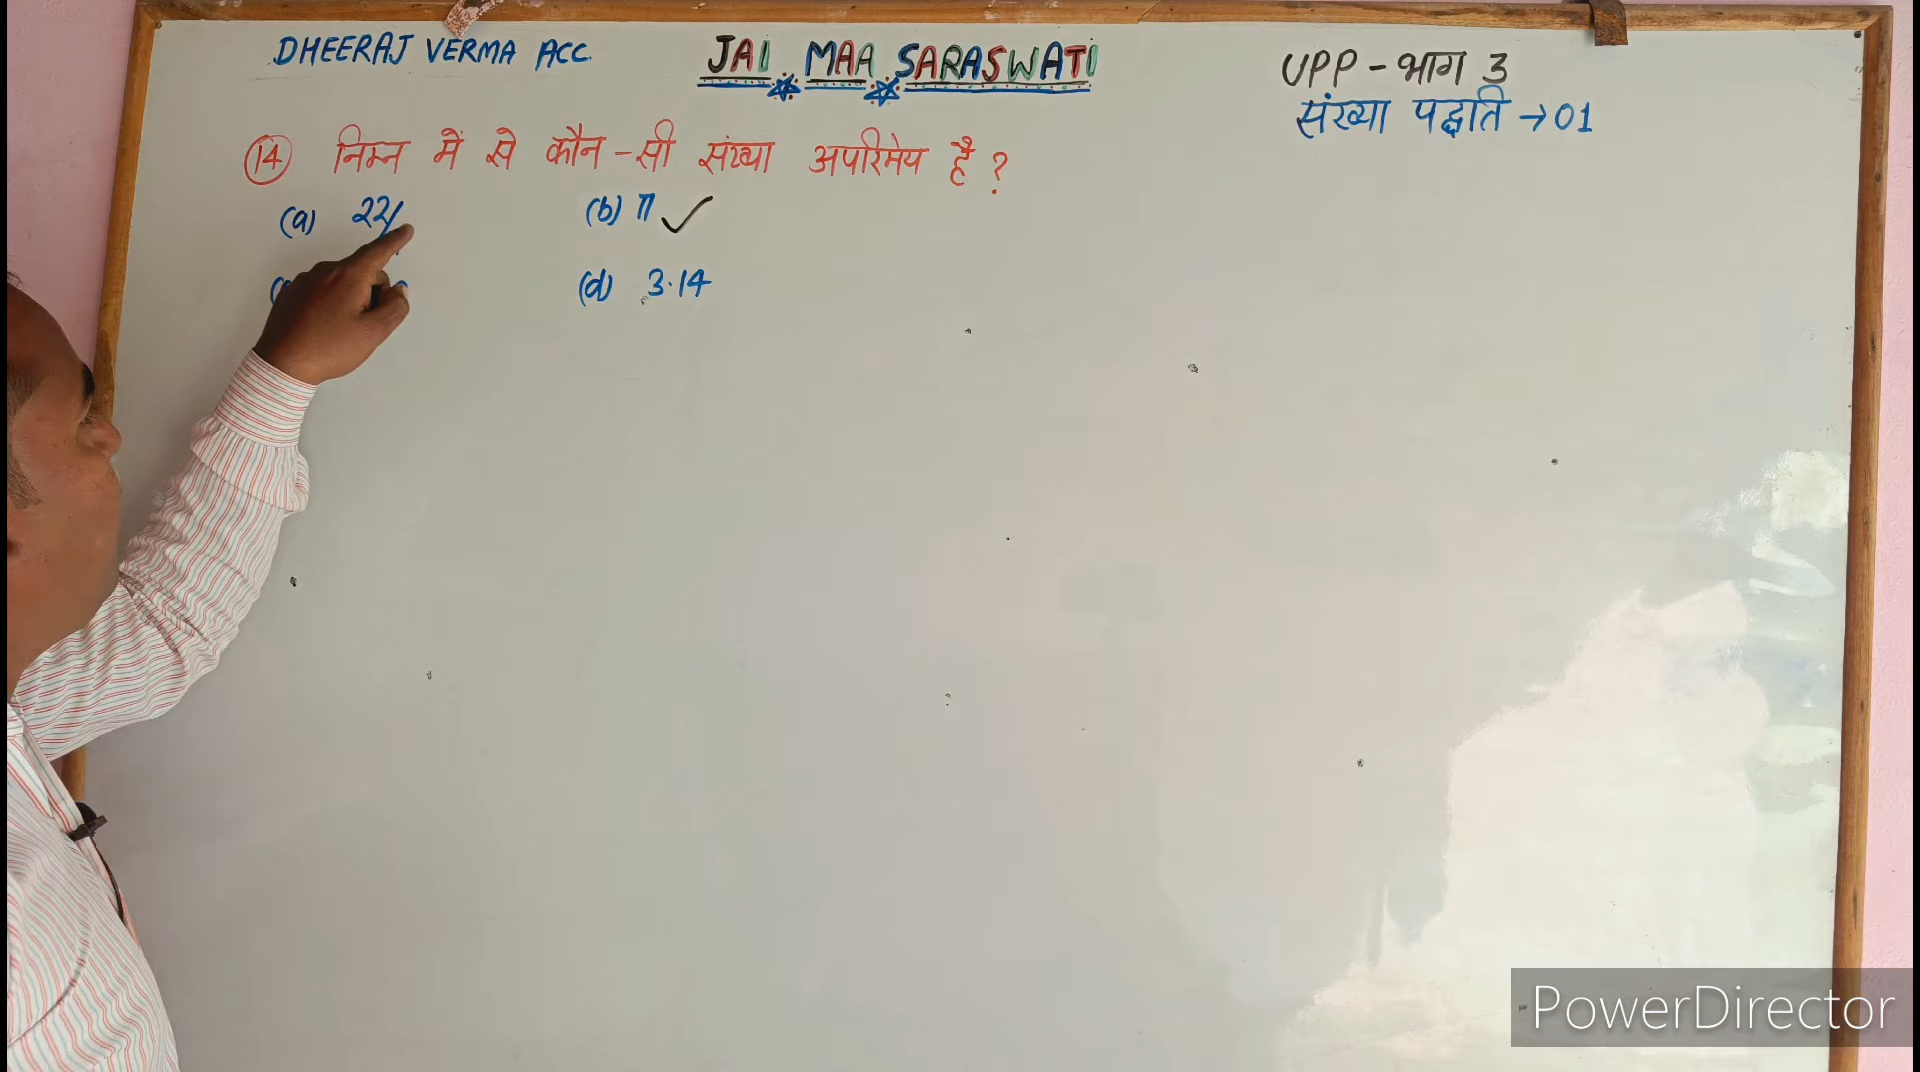 DHEERAJ VERMA ACC.
JAI MAA SARASWATI
UPP - भाग 3
संख्या पद्धति → 01
14 निम्न में से कौन-सी संख्या अपरिमेय है?
(a) 22/ (b) π ✓
(d) 3.14
PowerDirector